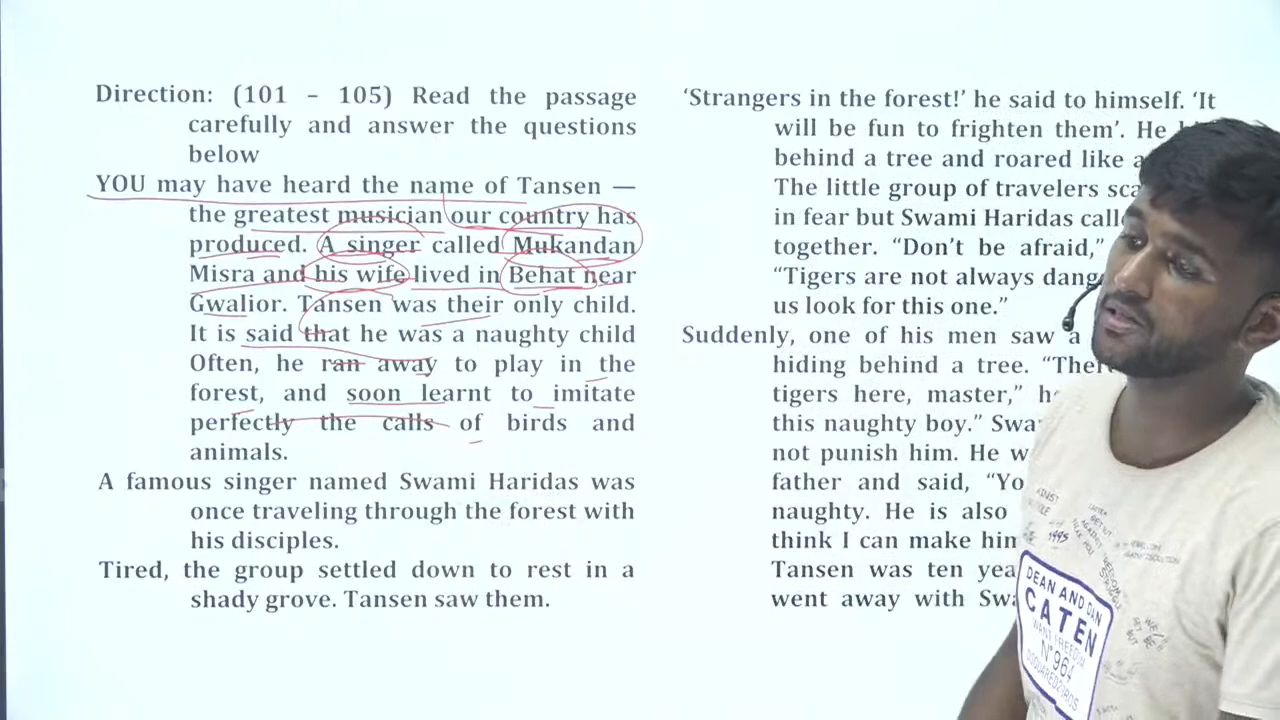 Direction: (101 – 105) Read the passage
carefully and answer the questions
below
YOU may have heard the name of Tansen —
the greatest musician our country has
produced. A singer called Mukandan
Misra and his wife lived in Behat near
Gwalior. Tansen was their only child.
It is said that he was a naughty child
Often, he ran away to play in the
forest, and soon learnt to imitate
perfectly the calls of birds and
animals.
A famous singer named Swami Haridas was
once traveling through the forest with
his disciples.
Tired, the group settled down to rest in a
shady grove. Tansen saw them.
‘Strangers in the forest!’ he said to himself. ‘It
will be fun to frighten them’. He
behind a tree and roared like a
The little group of travelers
in fear but Swami Haridas
together. “Don’t be afraid,”
“Tigers are not always
us look for this one.”
Suddenly, one of his men saw a
hiding behind a tree.
tigers here, master,”
this naughty boy.”
not punish him. He
father and said,
naughty. He is also
think I can make him
Tansen was ten
went away with
DEAN AND DAN
CATEN
N°964